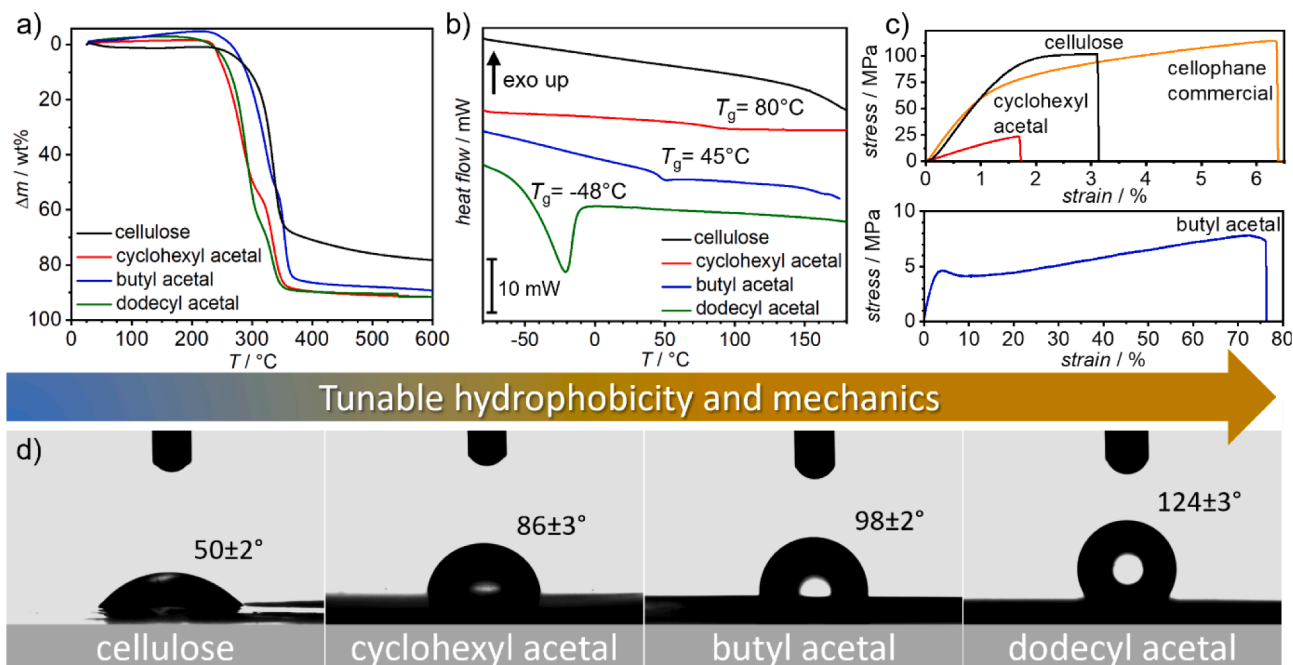 a)
0
20
40
60
80
100
Δm / wt%
cellulose
cyclohexyl acetal
butyl acetal
dodecyl acetal
0 100 200 300 400 500 600
T / °C
b)
exo up
heat flow / mW
Tg= 80°C
Tg= 45°C
Tg= -48°C
10 mW
cellulose
cyclohexyl acetal
butyl acetal
dodecyl acetal
-50 0 50 100 150
T / °C
c)
100
75
50
25
0
stress / MPa
cellulose
cyclohexyl
acetal
cellophane
commercial
0 1 2 3 4 5 6
strain / %
10
5
0
stress / MPa
butyl acetal
0 10 20 30 40 50 60 70 80
strain / %
Tunable hydrophobicity and mechanics
d)
50±2°
86±3°
98±2°
124±3°
cellulose
cyclohexyl acetal
butyl acetal
dodecyl acetal